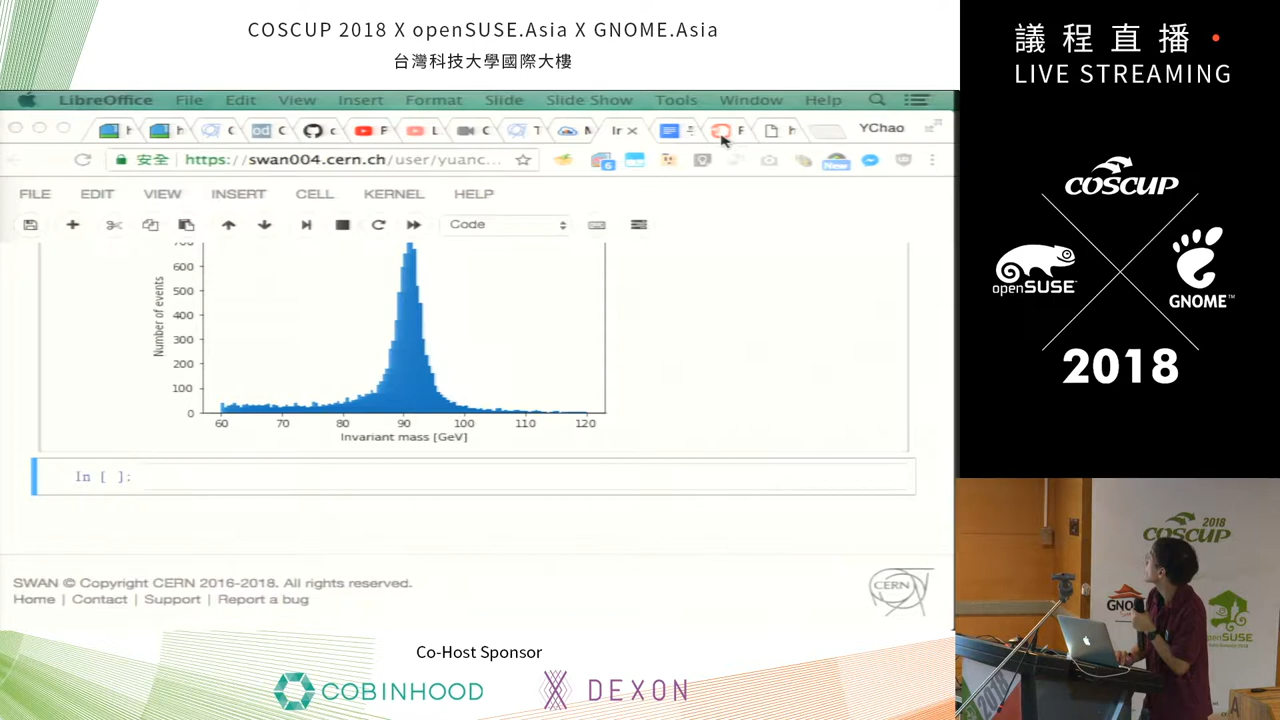 COSCUP 2018 X openSUSE.Asia X GNOME.Asia
台灣科技大學國際大樓
議程直播
LIVE STREAMING
LibreOffice File Edit View Insert Format Slide Slide Show Tools Window Help
YChao
安全 https://swan004.cern.ch/user/yuanc...
6
New
FILE EDIT VIEW INSERT CELL KERNEL HELP
Code
700
600
500
400
300
200
100
0
Number of events
60 70 80 90 100 110 120
Invariant mass [GeV]
In [ ]:
SWAN © Copyright CERN 2016-2018. All rights reserved.
Home | Contact | Support | Report a bug
CERN
COSCUP
openSUSE
GNOME™
2018
2018
COSCUP
Co-Host Sponsor
COBINHOOD
DEXON